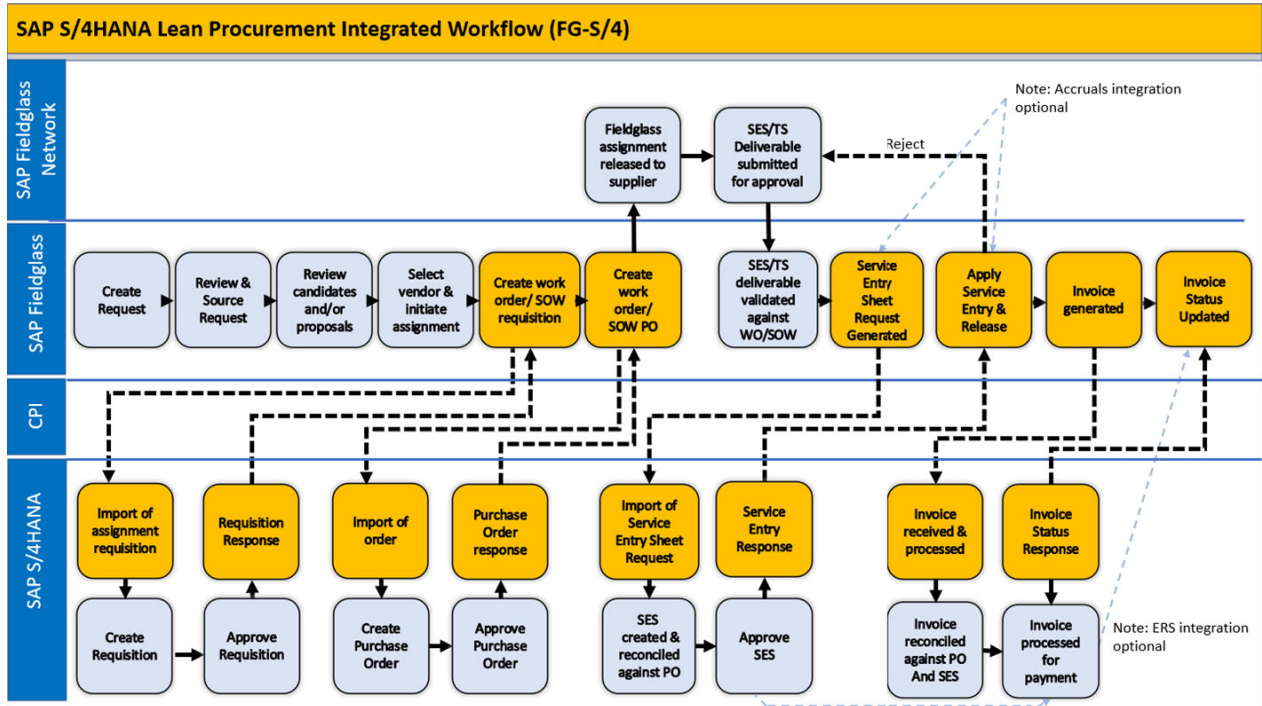 SAP S/4HANA Lean Procurement Integrated Workflow (FG-S/4)
SAP Fieldglass
Network
Fieldglass
assignment
released to
supplier
SES/TS
Deliverable
submitted
for approval
Reject
Note: Accruals integration
optional
SAP Fieldglass
Create
Request
Review &
Source
Request
Review
candidates
and/or
proposals
Select
vendor &
initiate
assignment
Create work
order/ SOW
requisition
Create
work
order/
SOW PO
SES/TS
deliverable
validated
against
WO/SOW
Service
Entry
Sheet
Request
Generated
Apply
Service
Entry &
Release
Invoice
generated
Invoice
Status
Updated
CPI
SAP S/4HANA
Import of
assignment
requisition
Requisition
Response
Import of
order
Purchase
Order
response
Import of
Service
Entry Sheet
Request
Service
Entry
Response
Invoice
received &
processed
Invoice
Status
Response
Create
Requisition
Approve
Requisition
Create
Purchase
Order
Approve
Purchase
Order
SES
created &
reconciled
against PO
Approve
SES
Invoice
reconciled
against PO
And SES
Invoice
processed
for
payment
Note: ERS integration
optional